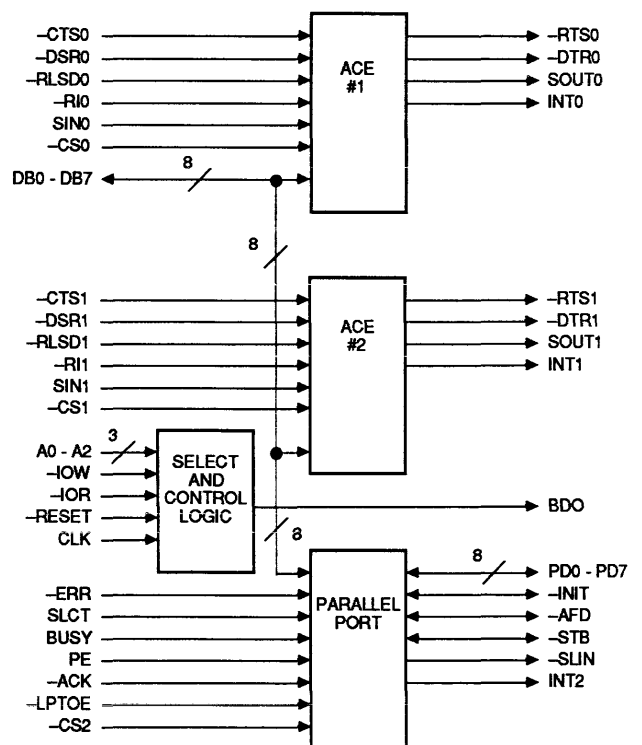 –CTS0
–DSR0
–RLSD0
–RI0
SIN0
–CS0
8
DB0 - DB7
ACE
#1
–RTS0
–DTR0
SOUT0
INT0
8
–CTS1
–DSR1
–RLSD1
–RI1
SIN1
–CS1
ACE
#2
–RTS1
–DTR1
SOUT1
INT1
3
A0 - A2
–IOW
–IOR
–RESET
CLK
SELECT
AND
CONTROL
LOGIC
BDO
8
–ERR
SLCT
BUSY
PE
–ACK
–LPTOE
–CS2
PARALLEL
PORT
8
PD0 - PD7
–INIT
–AFD
–STB
–SLIN
INT2